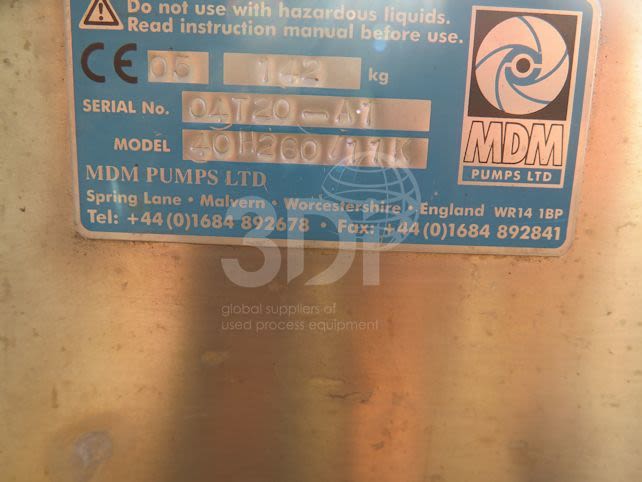 Do not use with hazardous liquids.
Read instruction manual before use.
CE 05 142 kg
SERIAL No. OAT20-A1
MODEL 40H260/11K
MDM PUMPS LTD
MDM
PUMPS LTD
Spring Lane · Malvern · Worcestershire · England WR14 1BP
Tel: +44(0)1684 892678 Fax: +44(0)1684 892841
3DI
global suppliers of
used process equipment